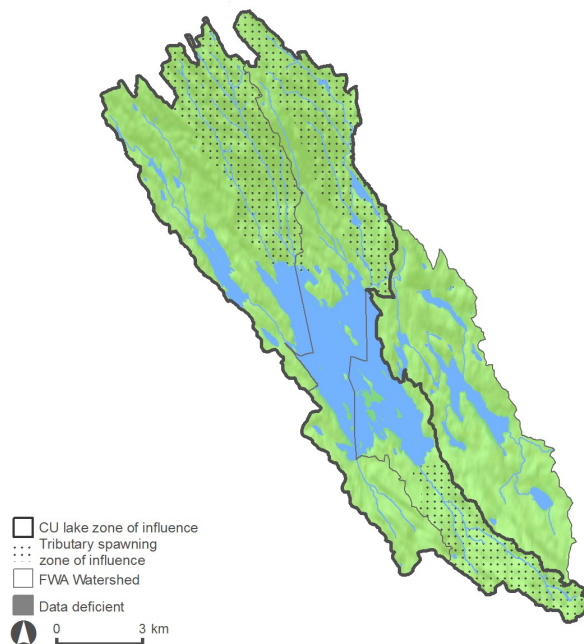 CU lake zone of influence
Tributary spawning
zone of influence
FWA Watershed
Data deficient
0 3 km